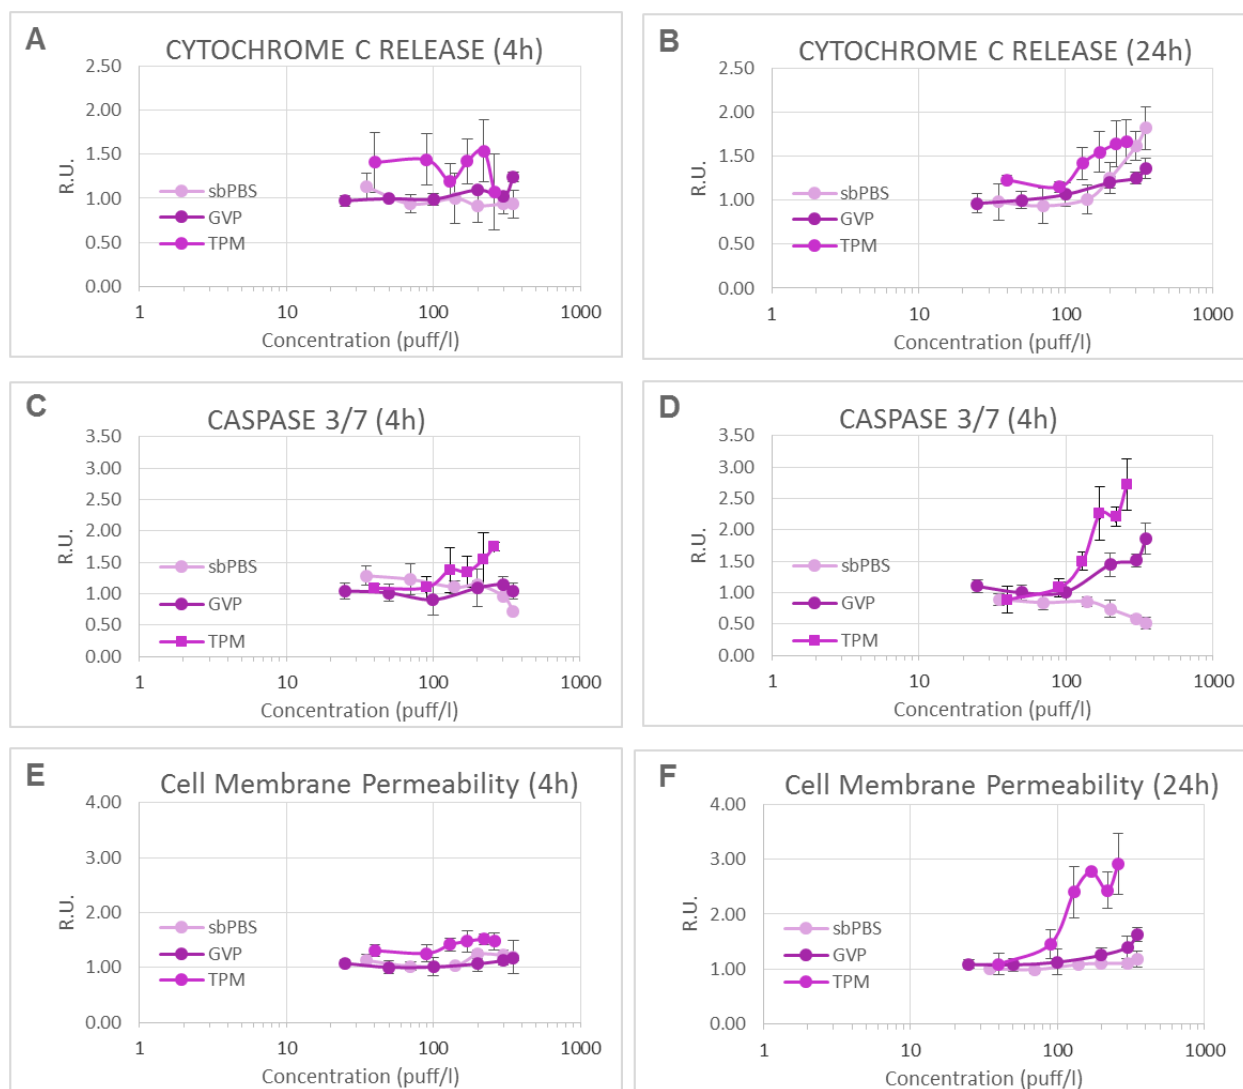 A
CYTOCHROME C RELEASE (4h)
2.50
2.00
1.50
1.00
0.50
0.00
R.U.
sbPBS
GVP
TPM
1
10
100
1000
Concentration (puff/l)
B
CYTOCHROME C RELEASE (24h)
2.50
2.00
1.50
1.00
0.50
0.00
R.U.
sbPBS
GVP
TPM
1
10
100
1000
Concentration (puff/l)
C
CASPASE 3/7 (4h)
3.50
3.00
2.50
2.00
1.50
1.00
0.50
0.00
R.U.
sbPBS
GVP
TPM
1
10
100
1000
Concentration (puff/l)
D
CASPASE 3/7 (4h)
3.50
3.00
2.50
2.00
1.50
1.00
0.50
0.00
R.U.
sbPBS
GVP
TPM
1
10
100
1000
Concentration (puff/l)
E
Cell Membrane Permeability (4h)
4.00
3.00
2.00
1.00
0.00
R.U.
sbPBS
GVP
TPM
1
10
100
1000
Concentration (puff/l)
F
Cell Membrane Permeability (24h)
4.00
3.00
2.00
1.00
0.00
R.U.
sbPBS
GVP
TPM
1
10
100
1000
Concentration (puff/l)